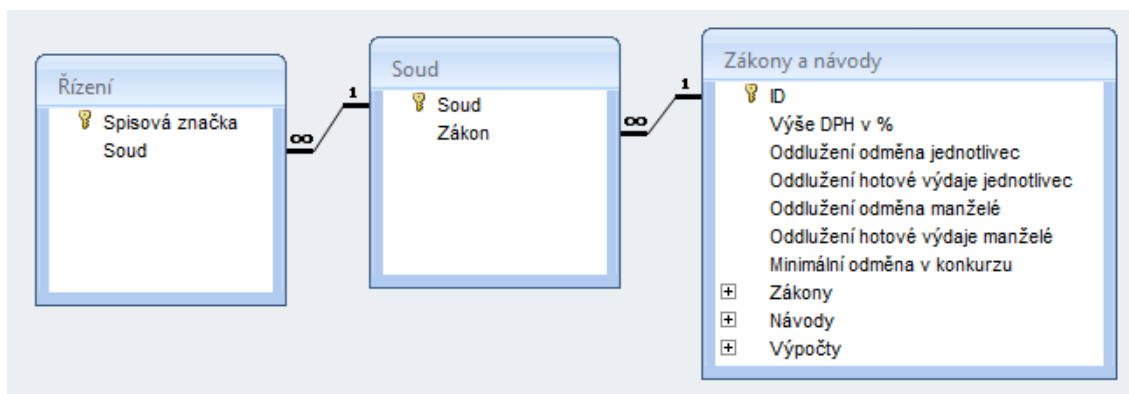 Řízení
Spisová značka
Soud
∞
1
Soud
Soud
Zákon
∞
1
Zákony a návody
ID
Výše DPH v %
Oddlužení odměna jednotlivec
Oddlužení hotové výdaje jednotlivec
Oddlužení odměna manželé
Oddlužení hotové výdaje manželé
Minimální odměna v konkurzu
Zákony
Návody
Výpočty